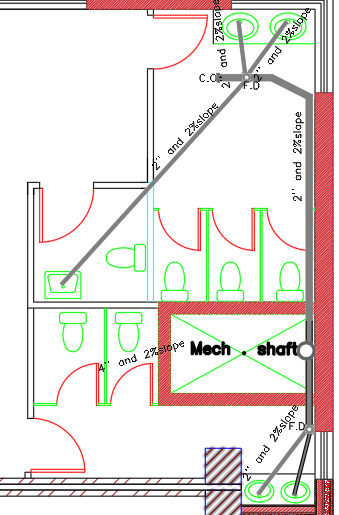 2'' and 2%slope
2'' and 2%slope
C.O
F.D
2'' and 2%slope
2'' and 2%slope
Mech . shaft
4'' and 2%slope
F.D
2'' and 2%slope